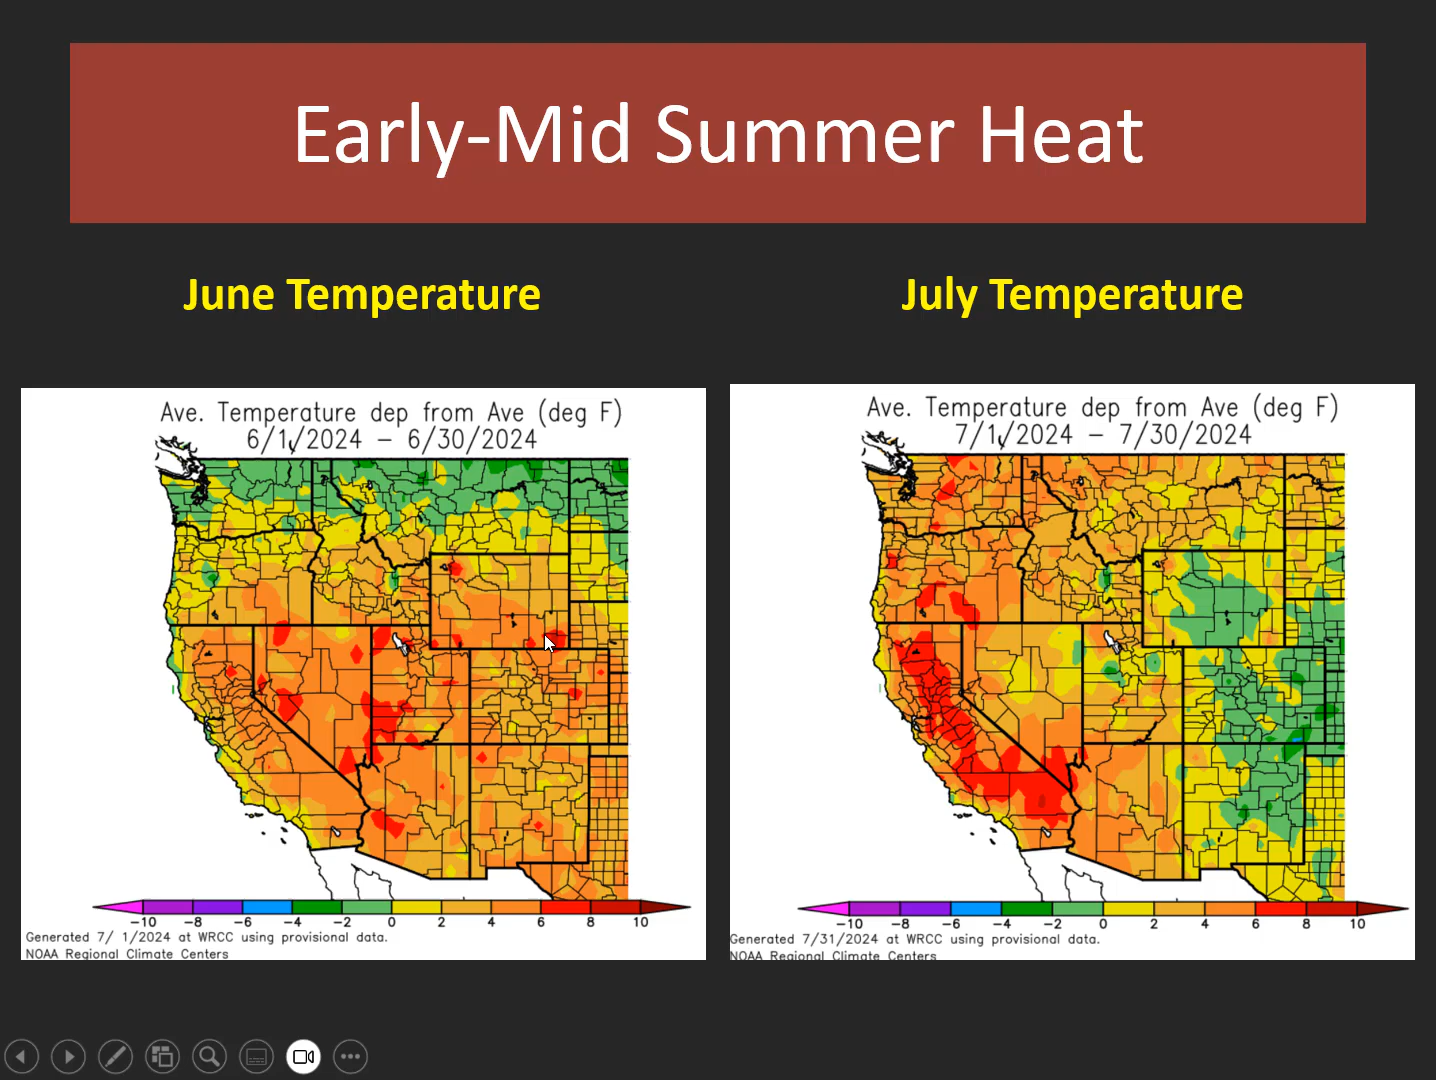 Early-Mid Summer Heat
June Temperature
July Temperature
Ave. Temperature dep from Ave (deg F)
6/1/2024 – 6/30/2024
-10 -8 -6 -4 -2 0 2 4 6 8 10
Generated 7/ 1/2024 at WRCC using provisional data.
NOAA Regional Climate Centers
Ave. Temperature dep from Ave (deg F)
7/1/2024 – 7/30/2024
-10 -8 -6 -4 -2 0 2 4 6 8 10
Generated 7/31/2024 at WRCC using provisional data.
NOAA Regional Climate Centers